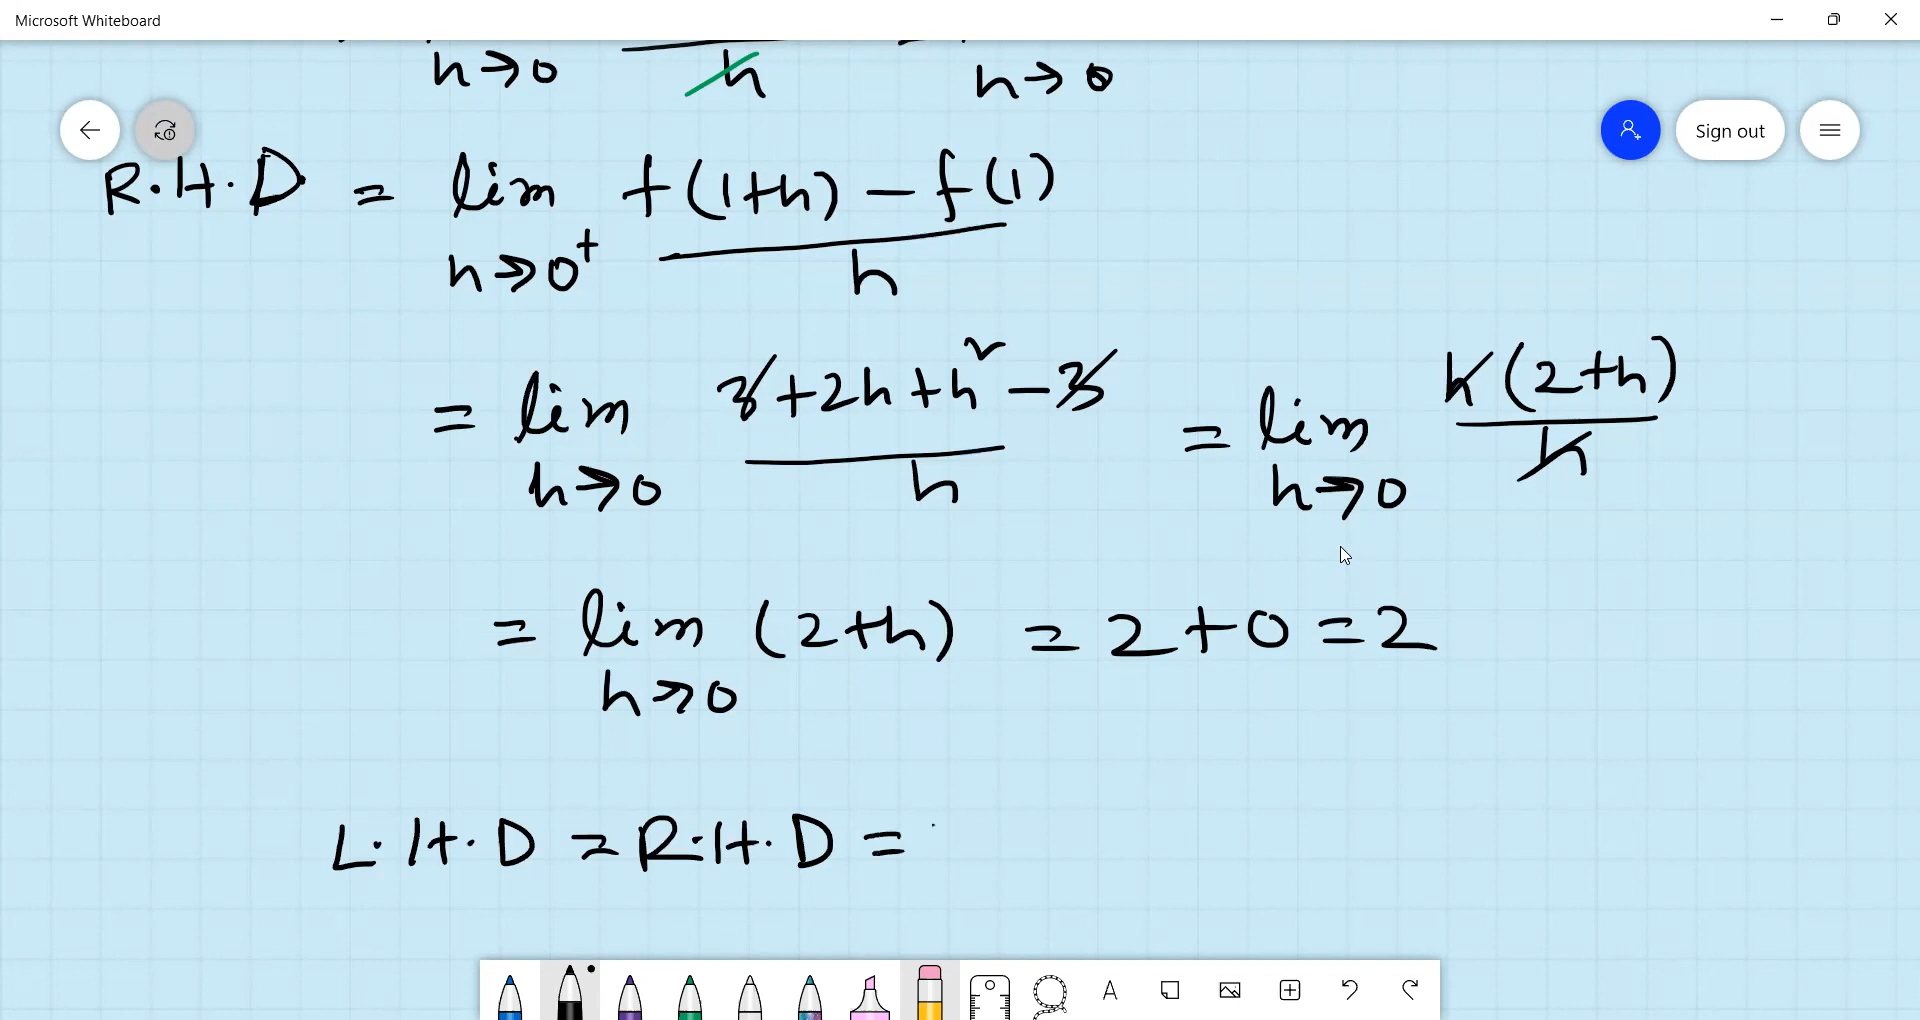 Microsoft Whiteboard
h→0 h h→0
Sign out
R.H.D = lim f(1+h) – f(1)
h→0⁺ h
= lim 3+2h+h²–3 = lim h(2+h)
h→0 h h→0 h
= lim (2+h) = 2+0 = 2
h→0
L.H.D = R.H.D =
A